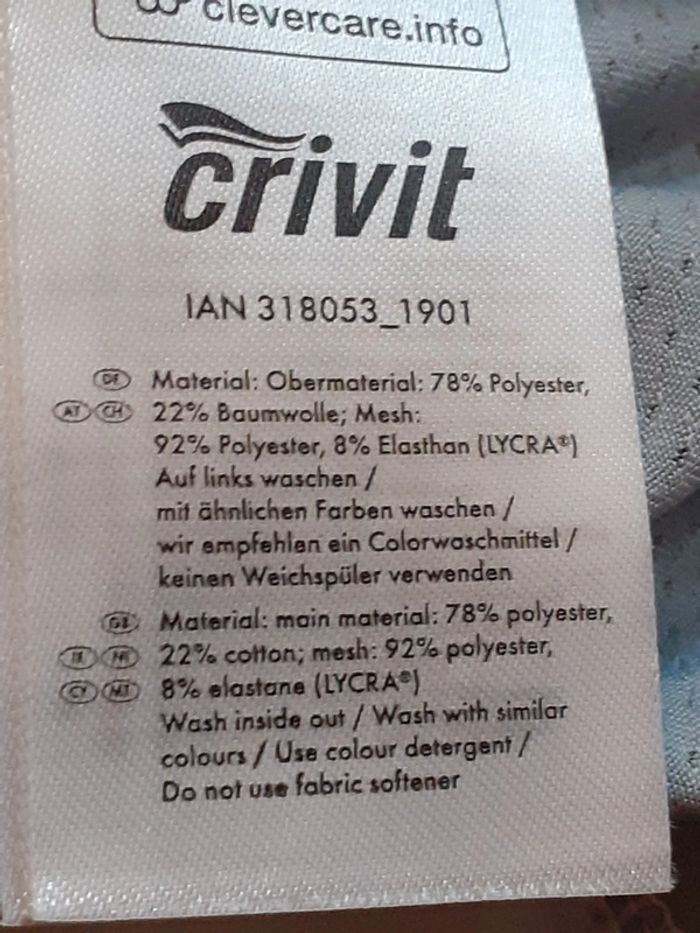 clevercare.info
crivit
IAN 318053_1901
DE Material: Obermaterial: 78% Polyester,
AT CH 22% Baumwolle; Mesh:
92% Polyester, 8% Elasthan (LYCRA®)
Auf links waschen /
mit ähnlichen Farben waschen /
wir empfehlen ein Colorwaschmittel /
keinen Weichspüler verwenden
GB Material: main material: 78% polyester,
IE NI 22% cotton; mesh: 92% polyester,
CY MT 8% elastane (LYCRA®)
Wash inside out / Wash with similar
colours / Use colour detergent /
Do not use fabric softener